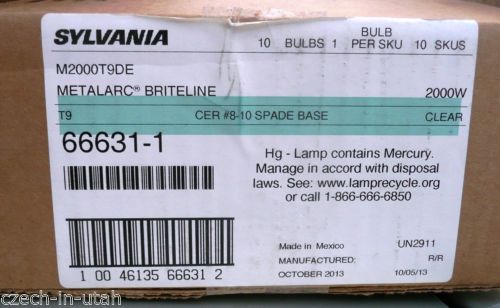 SYLVANIA 10 BULBS 1 BULB PER SKU 10 SKUS
M2000T9DE
METALARC® BRITELINE 2000W
T9 CER #8-10 SPADE BASE CLEAR
66631-1
Hg - Lamp contains Mercury.
Manage in accord with disposal
laws. See: www.lamprecycle.org
or call 1-866-666-6850
Made in Mexico UN2911
MANUFACTURED: R/R
OCTOBER 2013 10/05/13
1 00 46135 66631 2
czech-in-utah